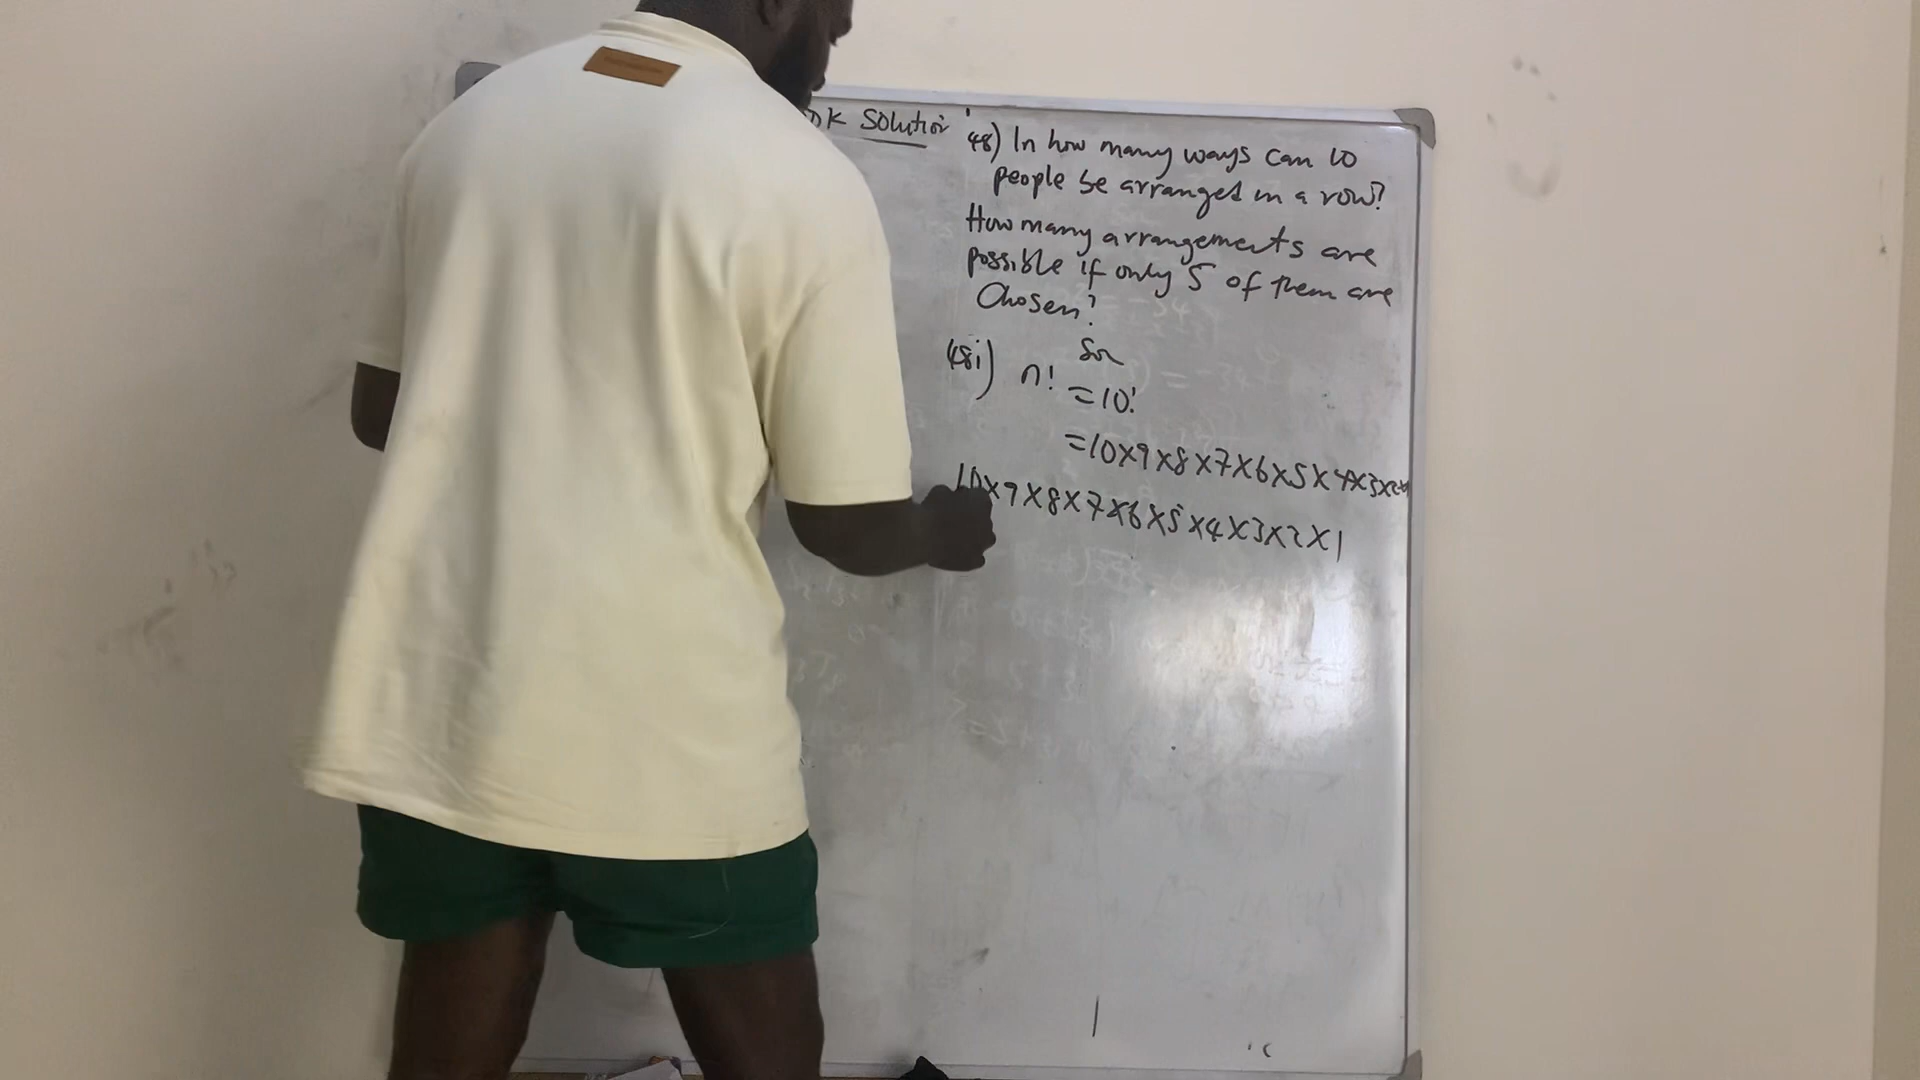 Solution
48) In how many ways can 10
people be arranged in a row?
How many arrangements are
possible if only 5 of them are
Chosen?
Sol
48i) n!
=10!
=10×9×8×7×6×5×4×3×2×1
10×9×8×7×6×5×4×3×2×1